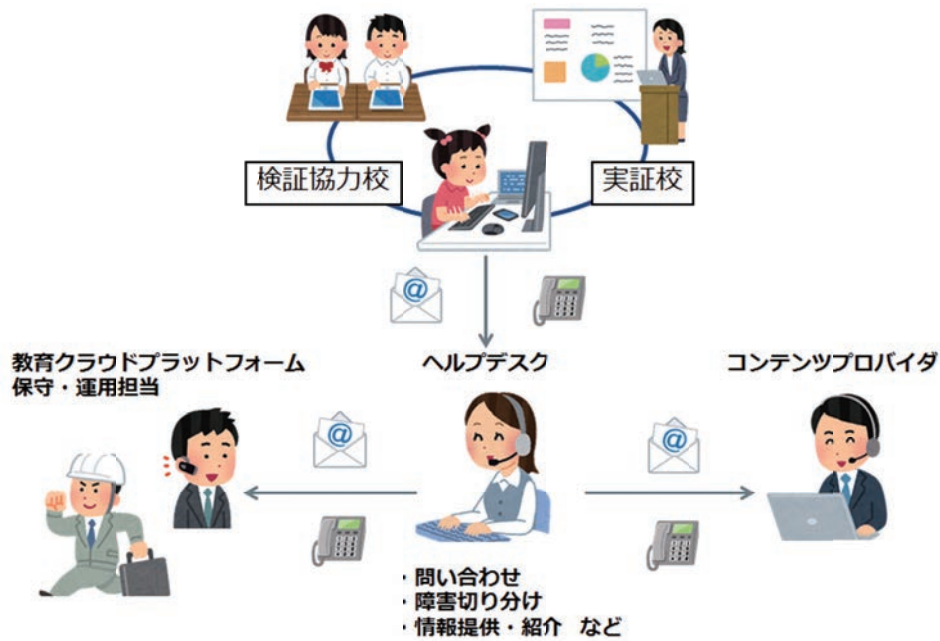 検証協力校
実証校
@
教育クラウドプラットフォーム
保守・運用担当
ヘルプデスク
コンテンツプロバイダ
@
@
・問い合わせ
・障害切り分け
・情報提供・紹介 など